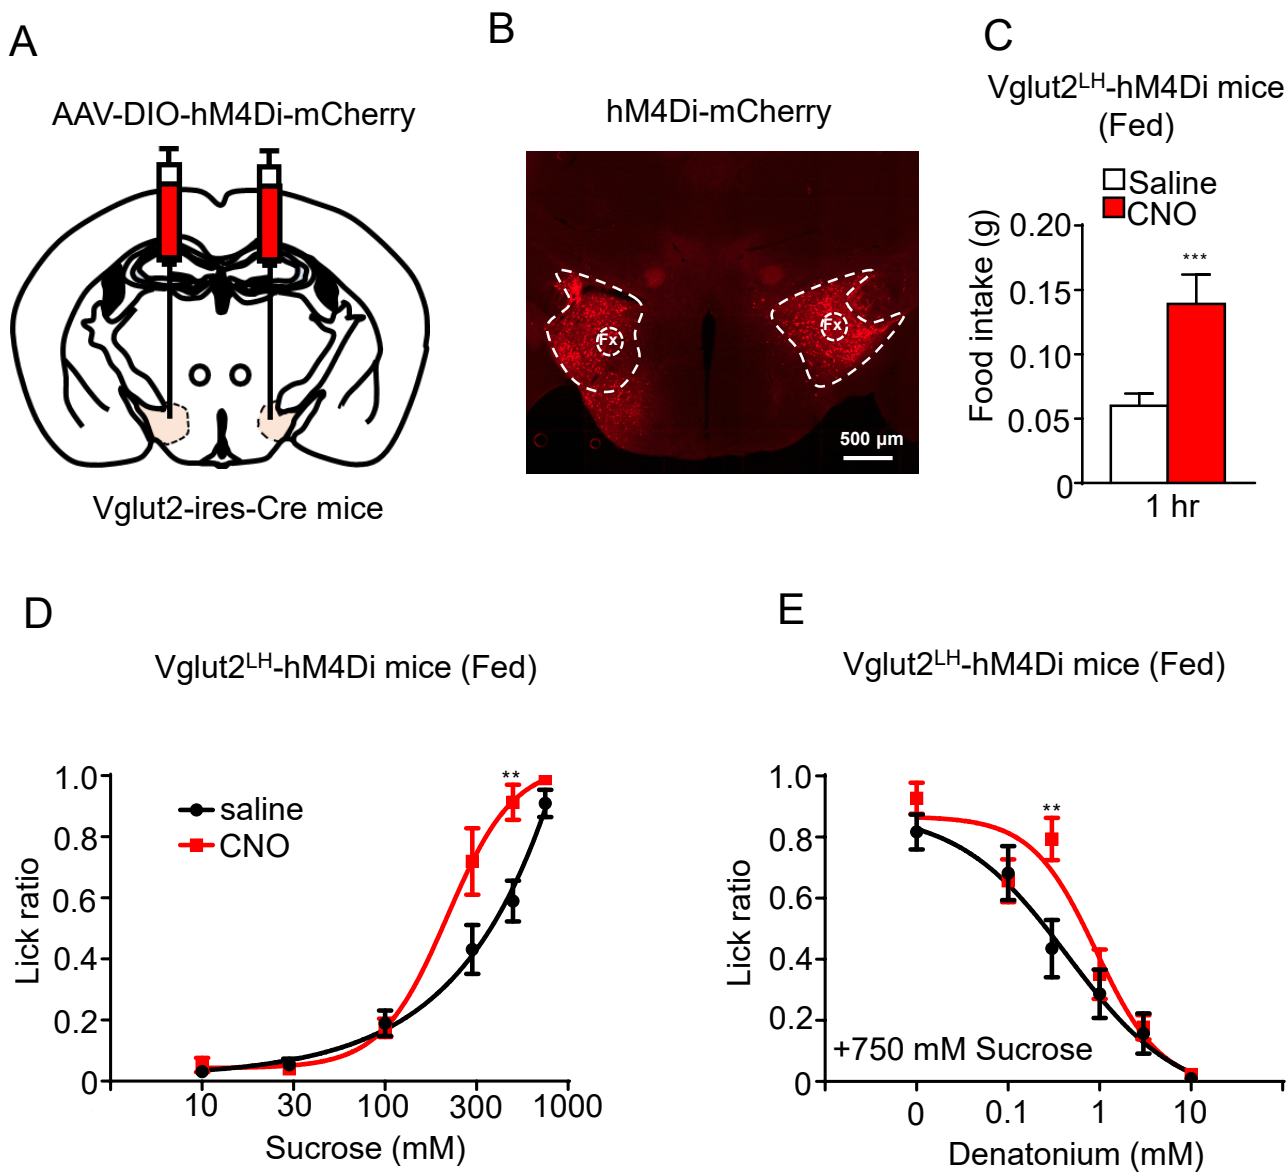 A
AAV-DIO-hM4Di-mCherry
Vglut2-ires-Cre mice
B
hM4Di-mCherry
Fx
Fx
500 µm
C
Vglut2LH-hM4Di mice
(Fed)
Saline
CNO
Food intake (g)
0.20
0.15
0.10
0.05
0
***
1 hr
D
Vglut2LH-hM4Di mice (Fed)
saline
CNO
**
Lick ratio
1.0
0.8
0.6
0.4
0.2
0
10 30 100 300 1000
Sucrose (mM)
E
Vglut2LH-hM4Di mice (Fed)
**
Lick ratio
1.0
0.8
0.6
0.4
0.2
0
+750 mM Sucrose
0 0.1 1 10
Denatonium (mM)